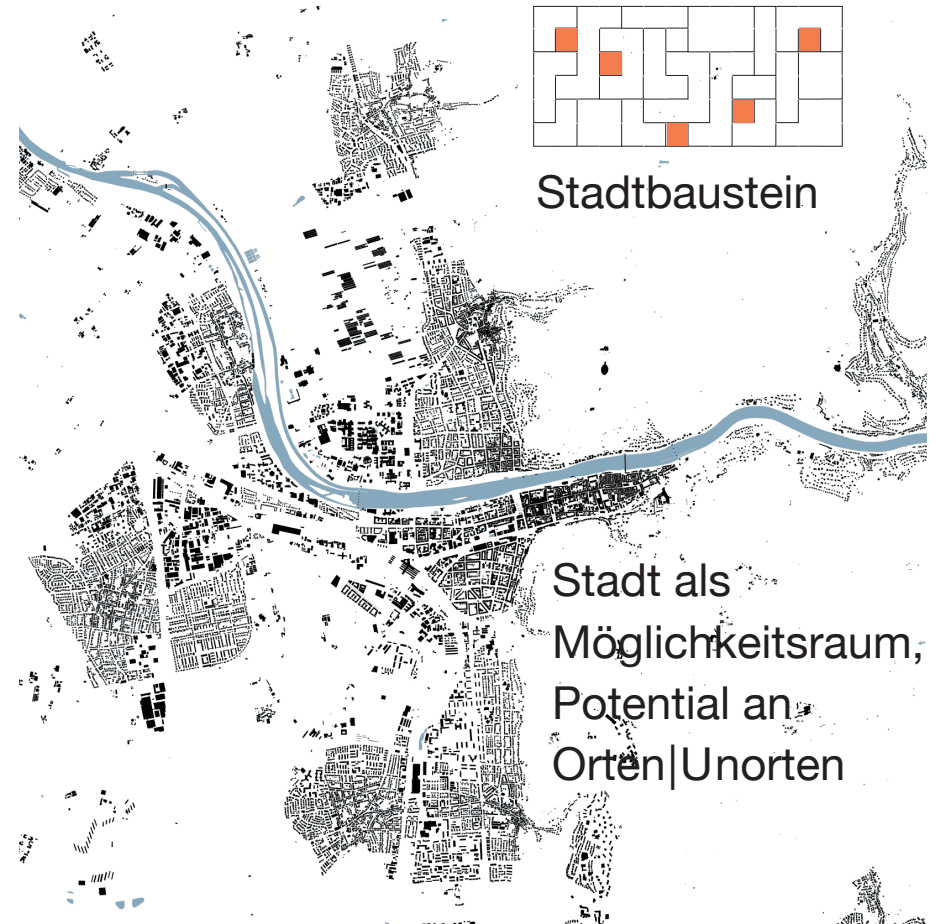 Stadtbaustein
Stadt als
Möglichkeitsraum,
Potential an
Orten|Unorten